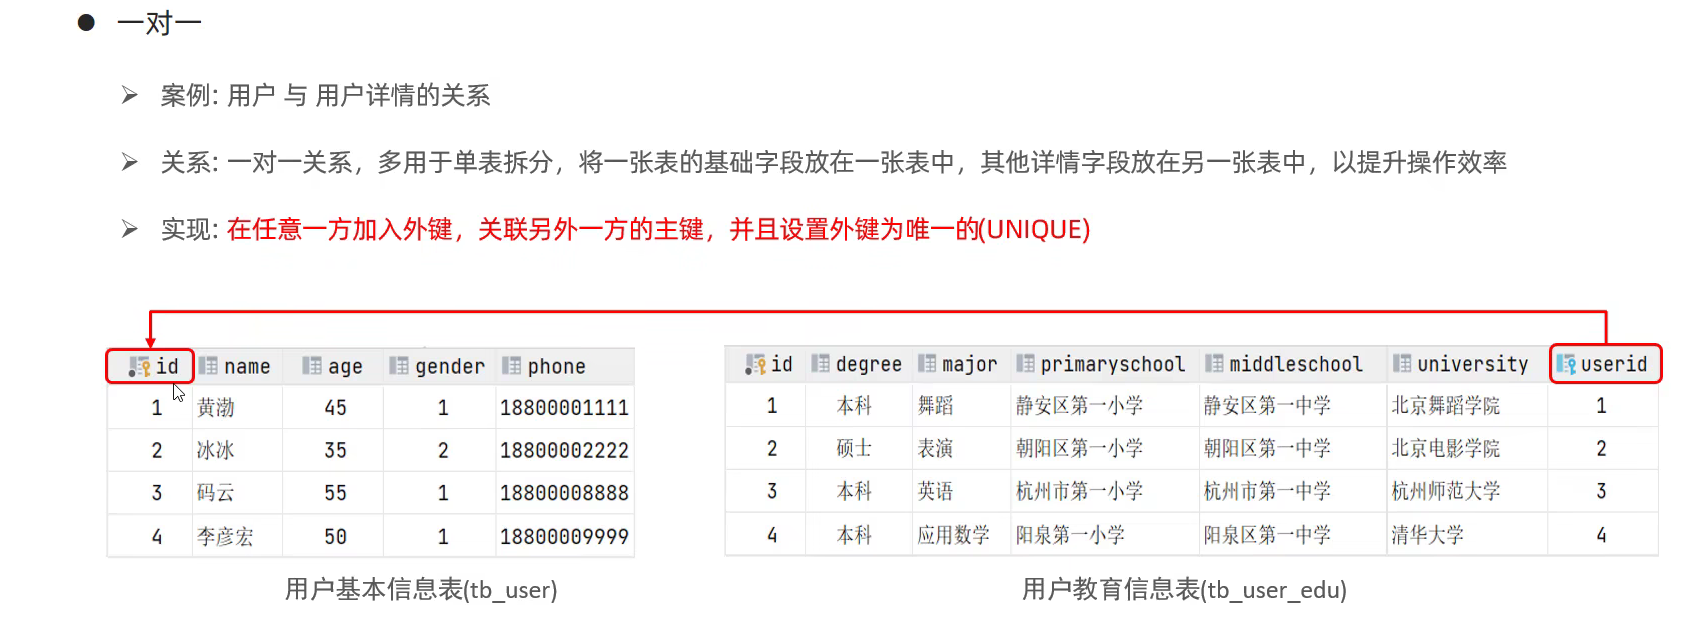 ● 一对一
➢ 案例: 用户 与 用户详情的关系
➢ 关系: 一对一关系，多用于单表拆分，将一张表的基础字段放在一张表中，其他详情字段放在另一张表中，以提升操作效率
➢ 实现: 在任意一方加入外键，关联另外一方的主键，并且设置外键为唯一的(UNIQUE)
id name age gender phone
1 黄渤 45 1 18800001111
2 冰冰 35 2 18800002222
3 码云 55 1 18800008888
4 李彦宏 50 1 18800009999
用户基本信息表(tb_user)
id degree major primaryschool middleschool university userid
1 本科 舞蹈 静安区第一小学 静安区第一中学 北京舞蹈学院 1
2 硕士 表演 朝阳区第一小学 朝阳区第一中学 北京电影学院 2
3 本科 英语 杭州市第一小学 杭州市第一中学 杭州师范大学 3
4 本科 应用数学 阳泉第一小学 阳泉区第一中学 清华大学 4
用户教育信息表(tb_user_edu)